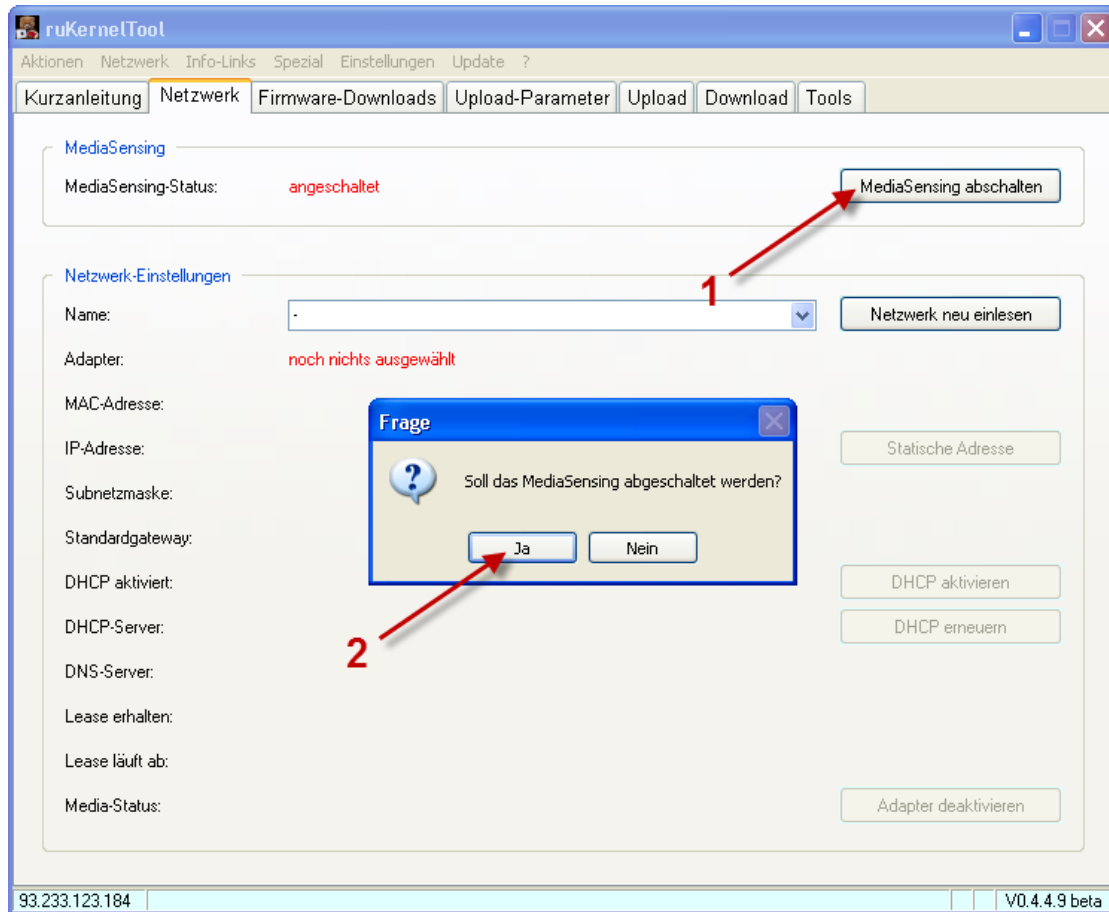 ruKernelTool
Aktionen Netzwerk Info-Links Spezial Einstellungen Update ?
Kurzanleitung Netzwerk Firmware-Downloads Upload-Parameter Upload Download Tools
MediaSensing
MediaSensing-Status: angeschaltet MediaSensing abschalten
1
Netzwerk-Einstellungen
Name: - Netzwerk neu einlesen
Adapter: noch nichts ausgewählt
MAC-Adresse:
Frage
IP-Adresse: Statische Adresse
Soll das MediaSensing abgeschaltet werden?
Subnetzmaske:
Standardgateway:
Ja Nein
DHCP aktiviert: DHCP aktivieren
DHCP-Server: DHCP erneuern
2
DNS-Server:
Lease erhalten:
Lease läuft ab:
Media-Status: Adapter deaktivieren
93.233.123.184 V0.4.4.9 beta